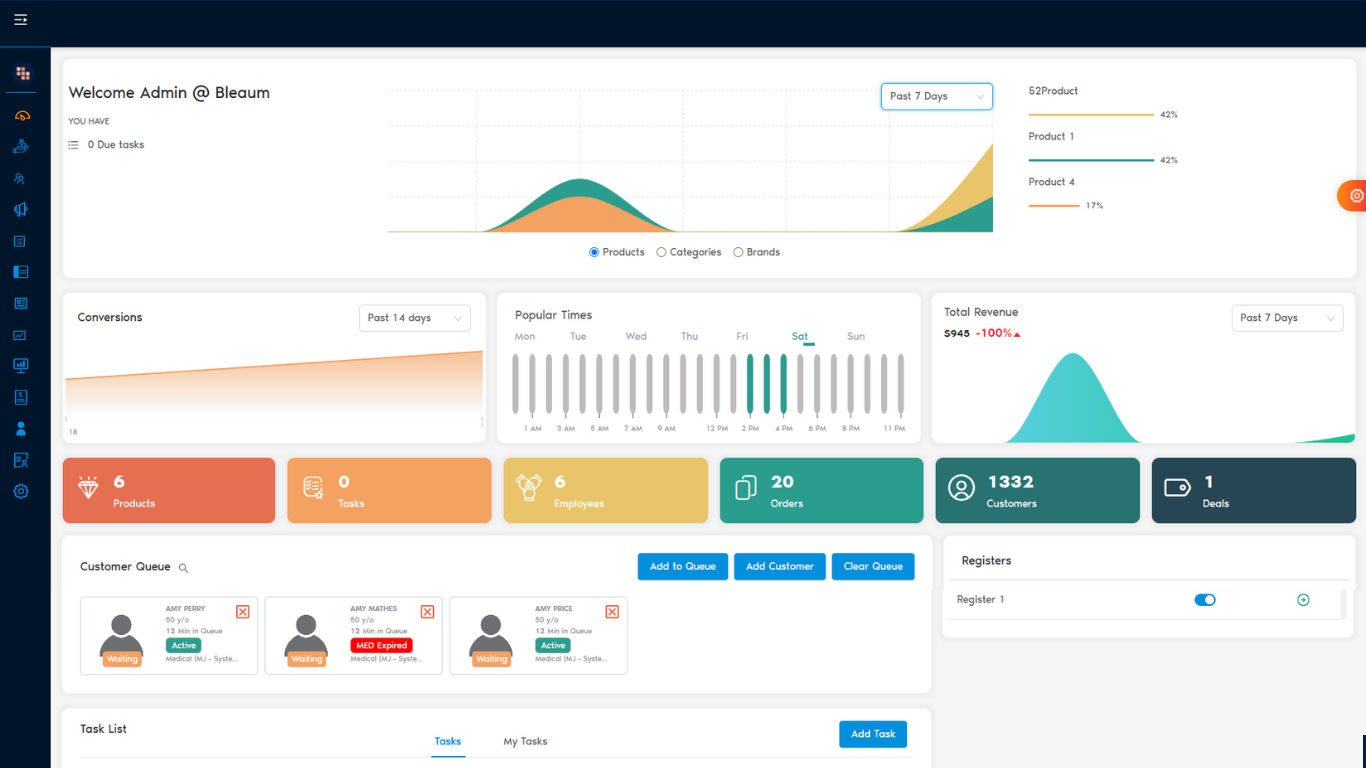 Welcome Admin @ Bleaum
YOU HAVE
0 Due tasks
Past 7 Days
Products
Categories
Brands
52Product
42%
Product 1
42%
Product 4
17%
Conversions
Past 14 days
18
Popular Times
Mon Tue Wed Thu Fri Sat Sun
1 AM 3 AM 5 AM 7 AM 9 AM 12 PM 2 PM 4 PM 6 PM 8 PM 11 PM
Total Revenue
$945 -100%
Past 7 Days
6
Products
0
Tasks
6
Employees
20
Orders
1332
Customers
1
Deals
Customer Queue
Add to Queue
Add Customer
Clear Queue
AMY PERRY
50 y/o
12 Min in Queue
Active
Waiting
Medical (MJ - Syste...
AMY MATHES
50 y/o
12 Min in Queue
MED Expired
Waiting
Medical (MJ - Syste...
AMY PRICE
50 y/o
12 Min in Queue
Active
Waiting
Medical (MJ - Syste...
Registers
Register 1
Task List
Tasks
My Tasks
Add Task